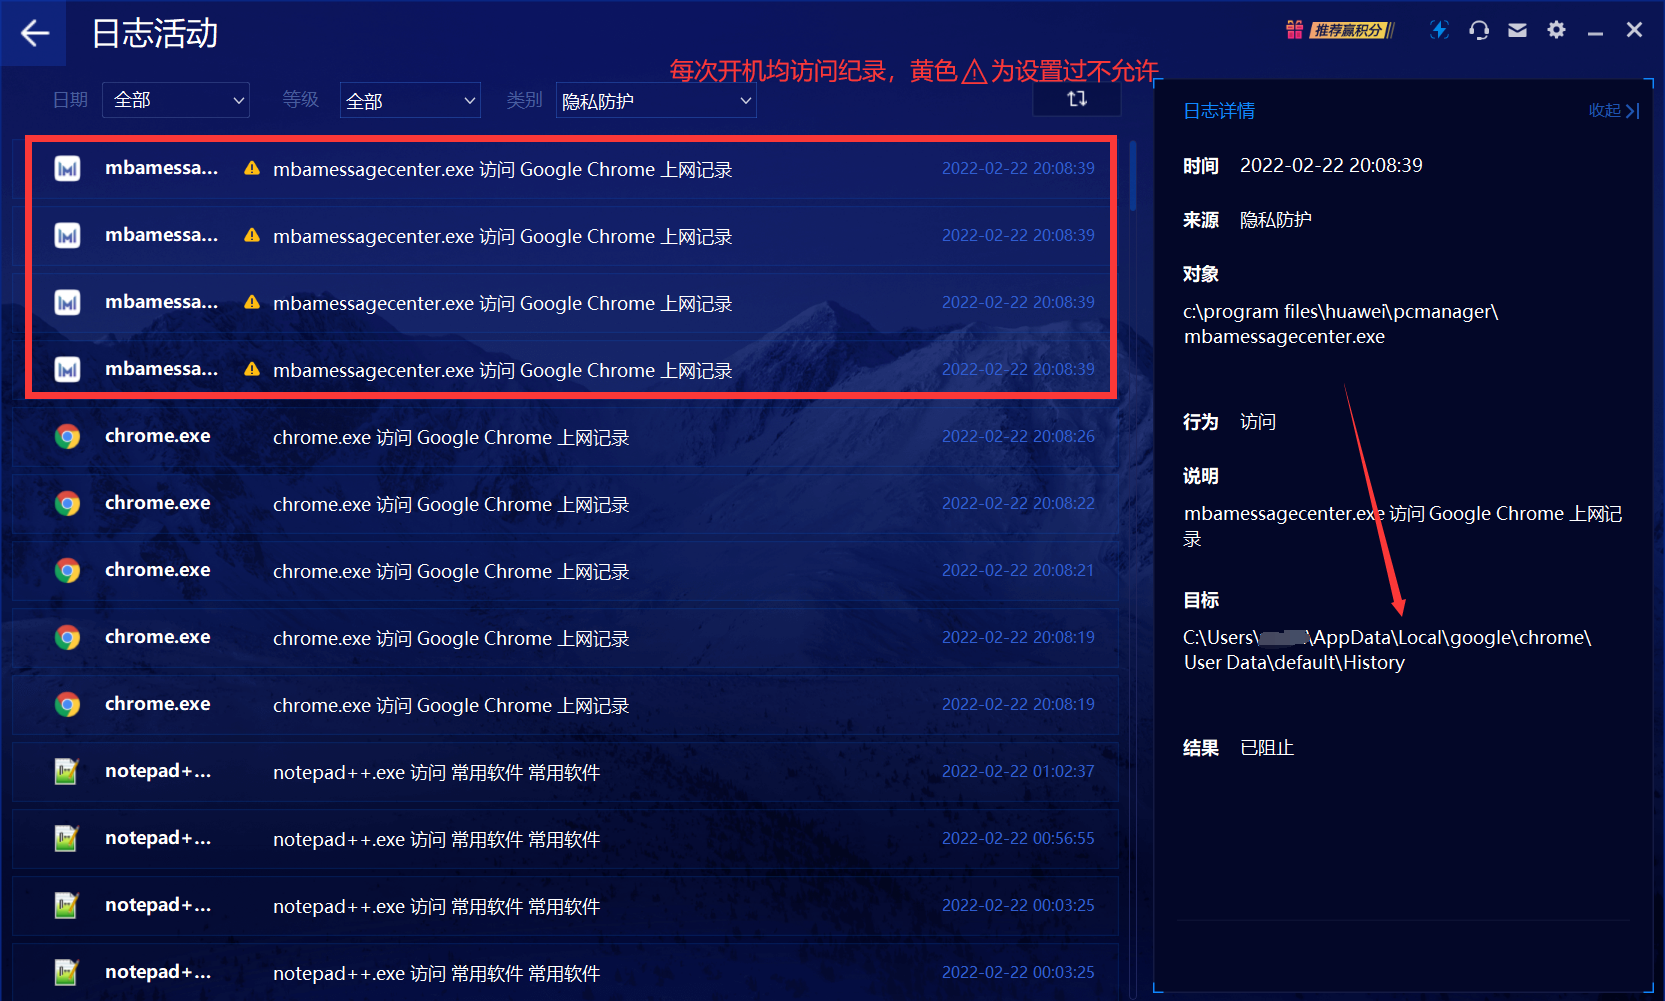 日志活动
推荐赢积分
每次开机均访问纪录，黄色⚠为设置过不允许
日期 全部 等级 全部 类别 隐私防护
mbamessa... mbamessagecenter.exe 访问 Google Chrome 上网记录 2022-02-22 20:08:39
mbamessa... mbamessagecenter.exe 访问 Google Chrome 上网记录 2022-02-22 20:08:39
mbamessa... mbamessagecenter.exe 访问 Google Chrome 上网记录 2022-02-22 20:08:39
mbamessa... mbamessagecenter.exe 访问 Google Chrome 上网记录 2022-02-22 20:08:39
chrome.exe chrome.exe 访问 Google Chrome 上网记录 2022-02-22 20:08:26
chrome.exe chrome.exe 访问 Google Chrome 上网记录 2022-02-22 20:08:22
chrome.exe chrome.exe 访问 Google Chrome 上网记录 2022-02-22 20:08:21
chrome.exe chrome.exe 访问 Google Chrome 上网记录 2022-02-22 20:08:19
chrome.exe chrome.exe 访问 Google Chrome 上网记录 2022-02-22 20:08:19
notepad+... notepad++.exe 访问 常用软件 常用软件 2022-02-22 01:02:37
notepad+... notepad++.exe 访问 常用软件 常用软件 2022-02-22 00:56:55
notepad+... notepad++.exe 访问 常用软件 常用软件 2022-02-22 00:03:25
notepad+... notepad++.exe 访问 常用软件 常用软件 2022-02-22 00:03:25
日志详情 收起
时间 2022-02-22 20:08:39
来源 隐私防护
对象
c:\program files\huawei\pcmanager\
mbamessagecenter.exe
行为 访问
说明
mbamessagecenter.exe 访问 Google Chrome 上网记
录
目标
C:\Users\ \AppData\Local\google\chrome\
User Data\default\History
结果 已阻止